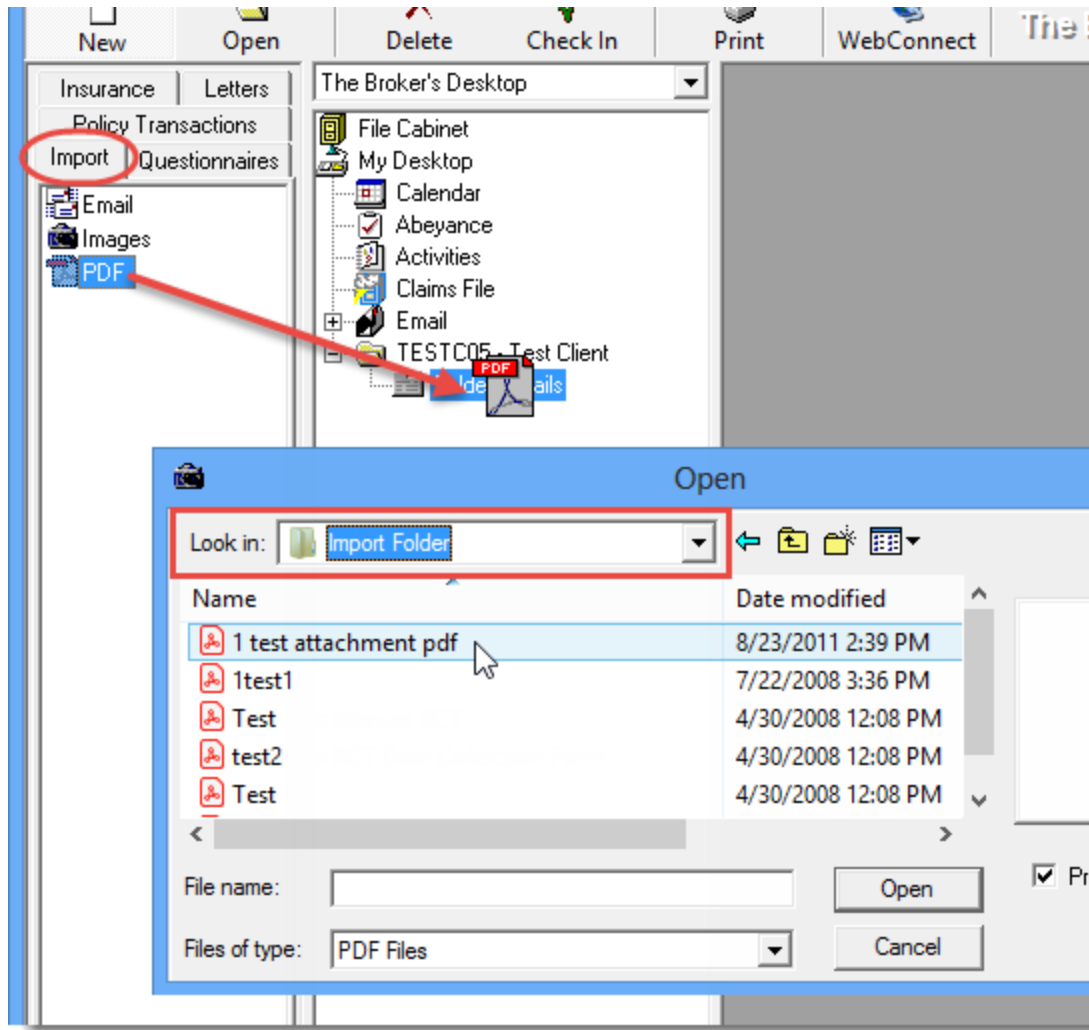 New Open Delete Check In Print WebConnect The
Insurance Letters
Policy Transactions
Import Questionnaires
Email
Images
PDF
The Broker's Desktop
File Cabinet
My Desktop
Calendar
Abeyance
Activities
Claims File
Email
TESTC05 - Test Client
PDF
Open
Look in: Import Folder
Name Date modified
1 test attachment pdf 8/23/2011 2:39 PM
1test1 7/22/2008 3:36 PM
Test 4/30/2008 12:08 PM
test2 4/30/2008 12:08 PM
Test 4/30/2008 12:08 PM
File name: Open
Files of type: PDF Files Cancel